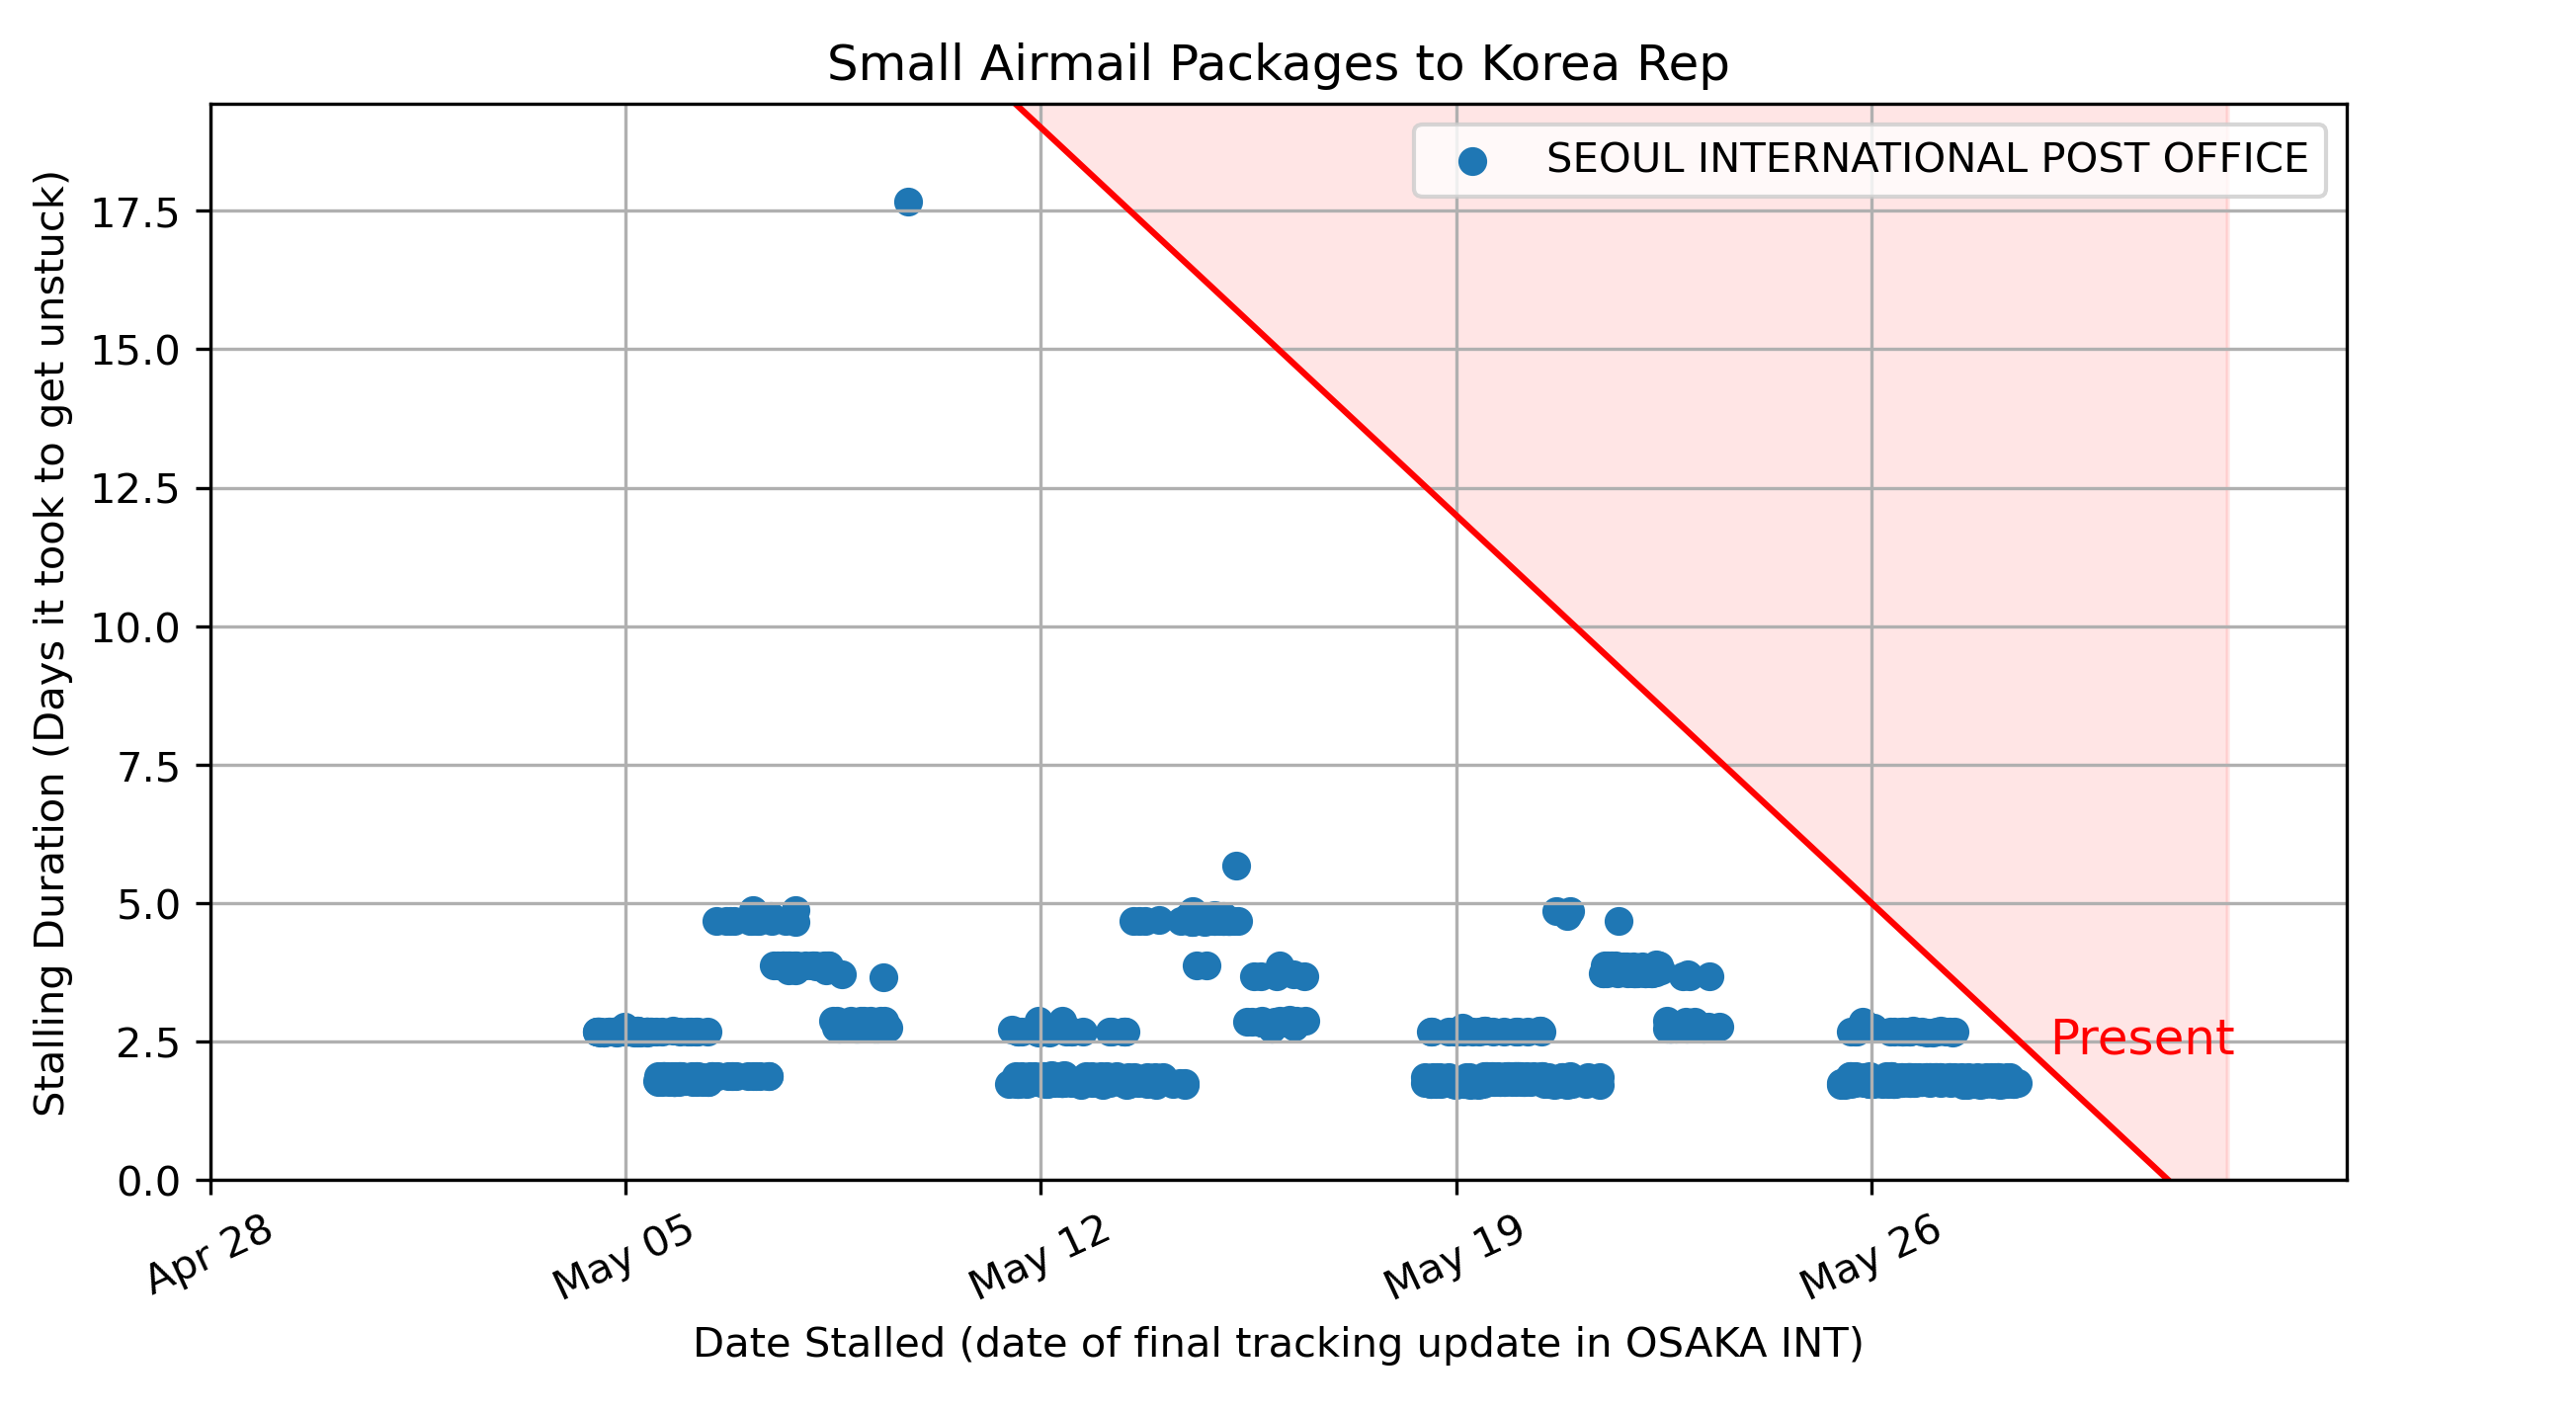 Small Airmail Packages to Korea Rep
SEOUL INTERNATIONAL POST OFFICE
Stalling Duration (Days it took to get unstuck)
17.5
15.0
12.5
10.0
7.5
5.0
2.5
0.0
Present
Apr 28
May 05
May 12
May 19
May 26
Date Stalled (date of final tracking update in OSAKA INT)